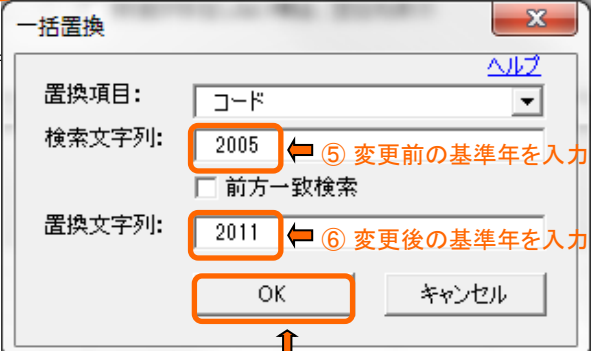 一括置換
ヘルプ
置換項目: コード
検索文字列: 2005 ⑤ 変更前の基準年を入力
前方一致検索
置換文字列: 2011 ⑥ 変更後の基準年を入力
OK キャンセル